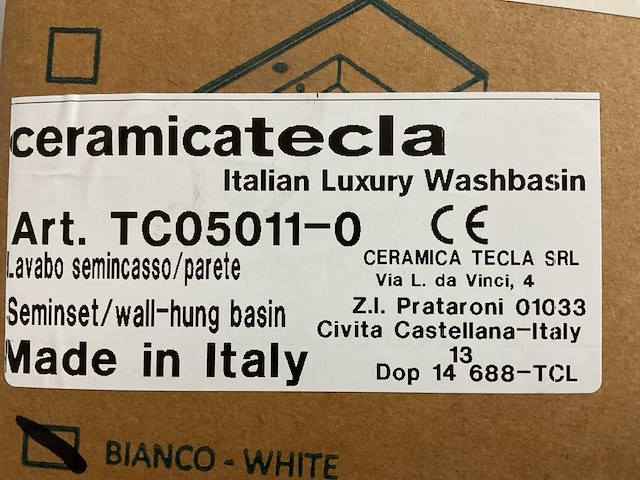 ceramicatecla
Italian Luxury Washbasin
Art. TC05011-0 CE
Lavabo semincasso/parete
Seminset/wall-hung basin
Made in Italy
CERAMICA TECLA SRL
Via L. da Vinci, 4
Z.I. Prataroni 01033
Civita Castellana-Italy
13
Dop 14 688-TCL
BIANCO - WHITE